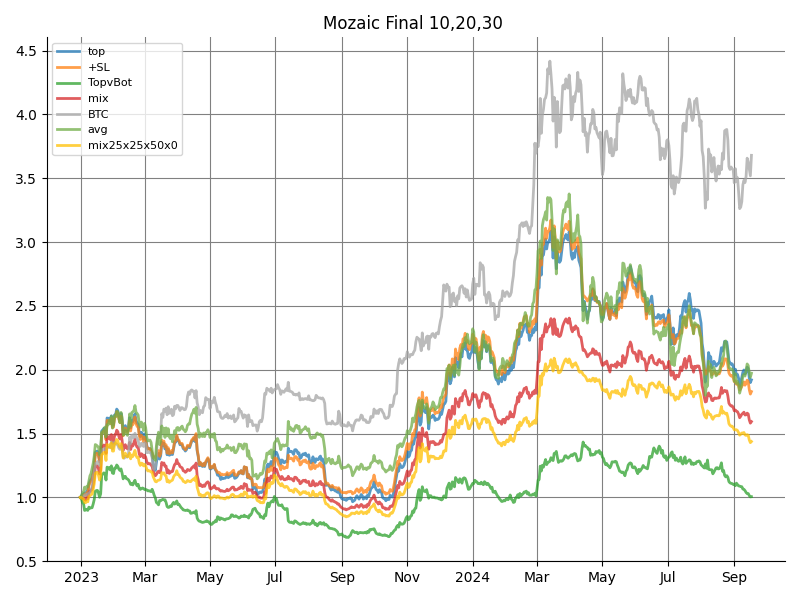 Mozaic Final 10,20,30
top
+SL
TopvBot
mix
BTC
avg
mix25x25x50x0
4.5
4.0
3.5
3.0
2.5
2.0
1.5
1.0
0.5
2023 Mar May Jul Sep Nov 2024 Mar May Jul Sep